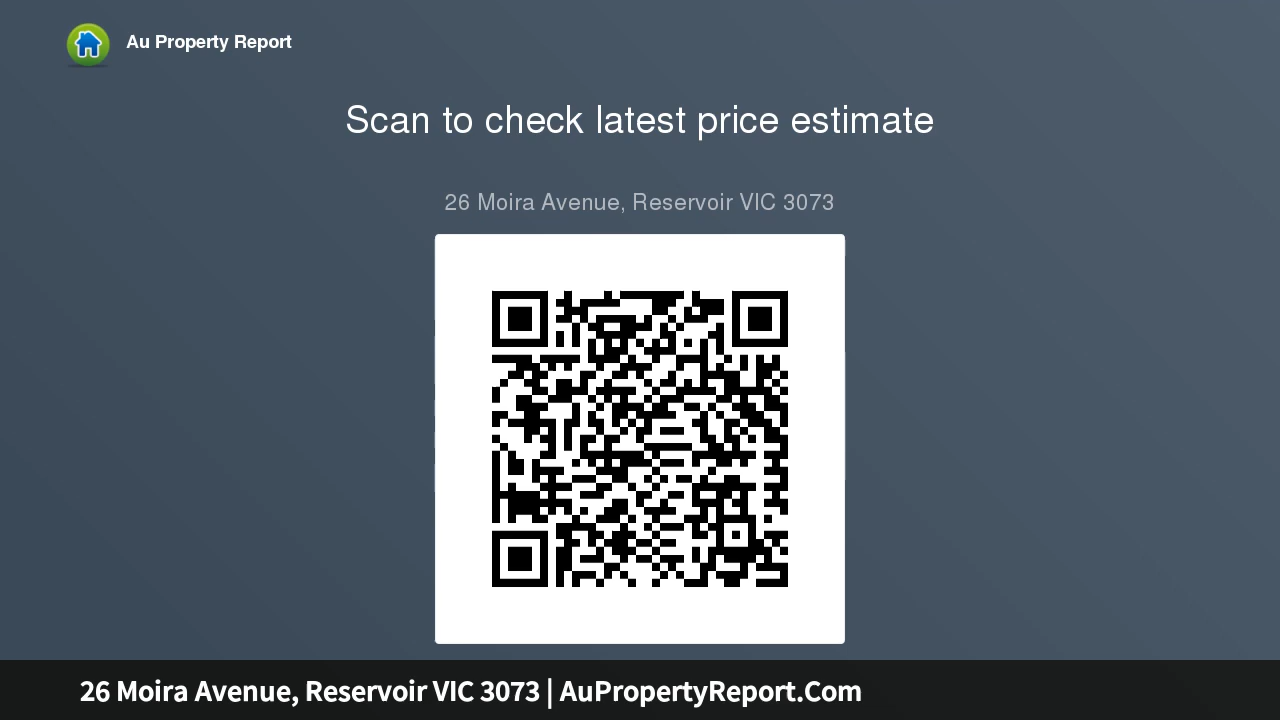 Au Property Report
Scan to check latest price estimate
26 Moira Avenue, Reservoir VIC 3073
26 Moira Avenue, Reservoir VIC 3073 | AuPropertyReport.Com